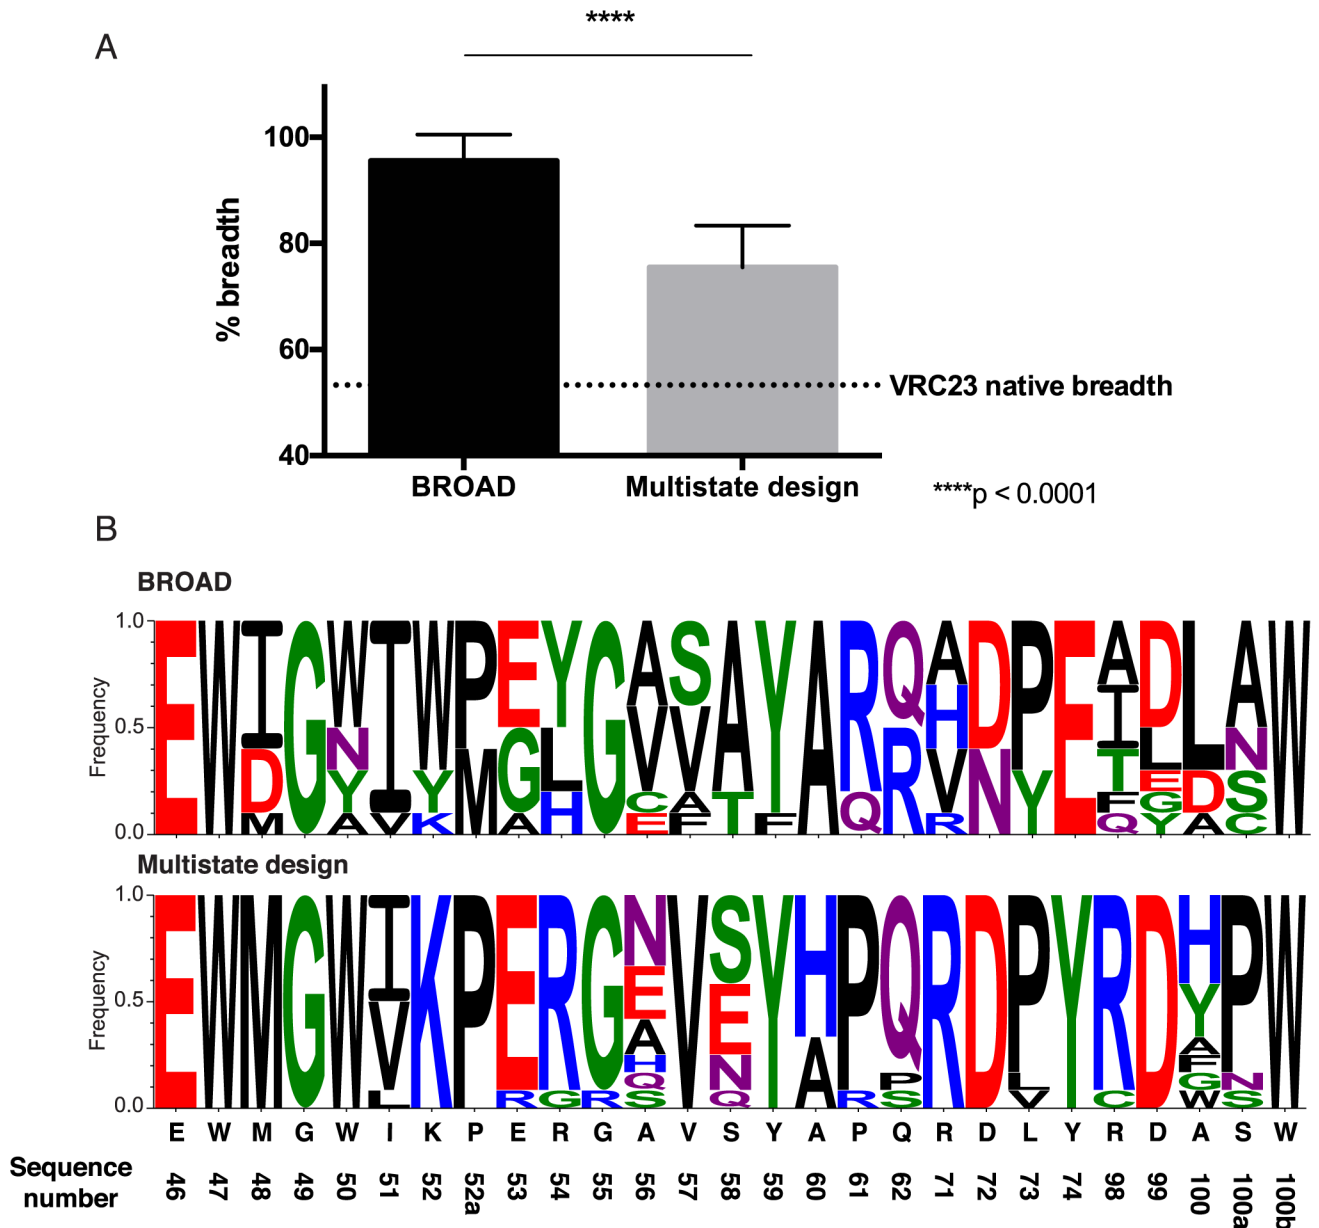 A
****
100
80
60
40
% breadth
VRC23 native breadth
BROAD
Multistate design
****p < 0.0001
B
BROAD
1.0
0.5
0.0
Frequency
E
W
I D M
G
W N Y A
I V
W Y K
P M
E G A
Y L H
G
A V C E
S V A F
A T
Y F
A
R Q
Q R
A H V R
D N
P Y
E
A I T F Q
D L E G Y
L D A
A N S C
W
Multistate design
1.0
0.5
0.0
Frequency
E
W
M
G
W
I V L
K
P
E R
R G
G R
N E A H Q S
V
S E N Q
Y
H A
P R
Q P S
R
D
P L V
Y
R C
D
H Y A F G W
P N S
W
E W M G W I K P E R G A V S Y A P Q R D L Y R D A S W
Sequence number
46 47 48 49 50 51 52 52a 53 54 55 56 57 58 59 60 61 62 71 72 73 74 98 99 100 100a 100b